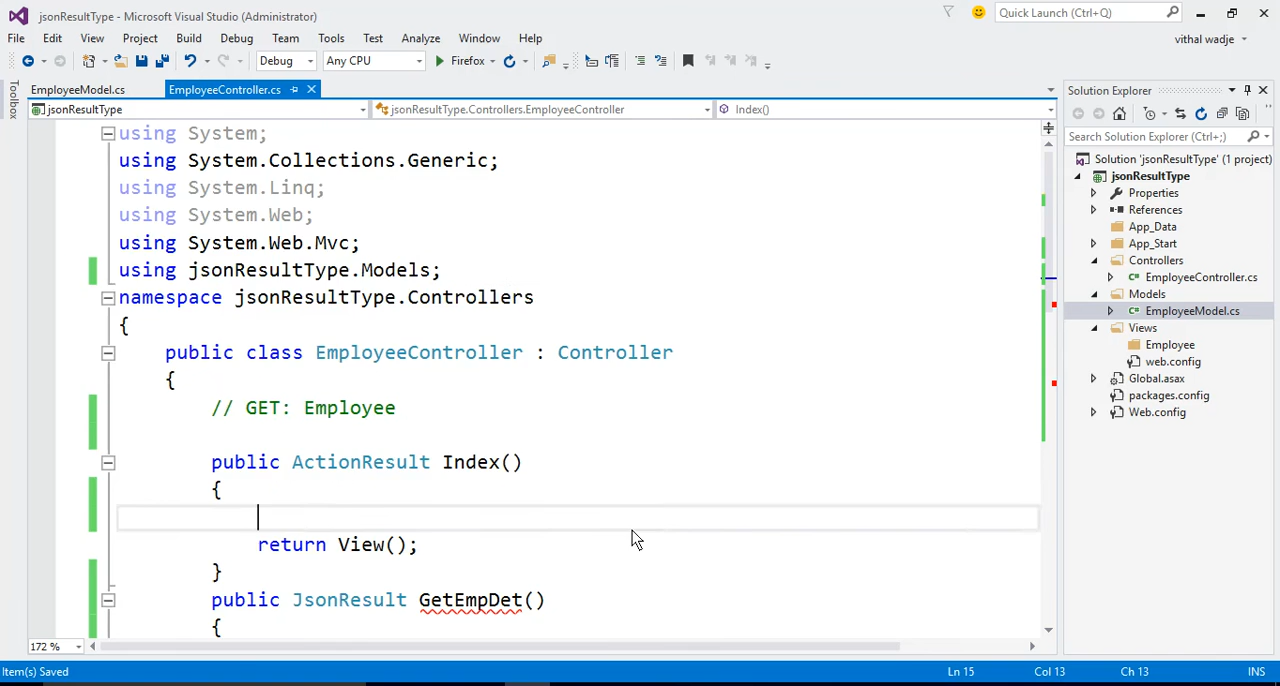 jsonResultType - Microsoft Visual Studio (Administrator)
Quick Launch (Ctrl+Q)
File Edit View Project Build Debug Team Tools Test Analyze Window Help
vithal wadje
Debug Any CPU Firefox
Toolbox
EmployeeModel.cs EmployeeController.cs
jsonResultType jsonResultType.Controllers.EmployeeController Index()
using System;
using System.Collections.Generic;
using System.Linq;
using System.Web;
using System.Web.Mvc;
using jsonResultType.Models;
namespace jsonResultType.Controllers
{
public class EmployeeController : Controller
{
// GET: Employee
public ActionResult Index()
{
return View();
}
public JsonResult GetEmpDet()
{
172 %
Solution Explorer
Search Solution Explorer (Ctrl+;)
Solution 'jsonResultType' (1 project)
jsonResultType
Properties
References
App_Data
App_Start
Controllers
EmployeeController.cs
Models
EmployeeModel.cs
Views
Employee
web.config
Global.asax
packages.config
Web.config
Item(s) Saved Ln 15 Col 13 Ch 13 INS